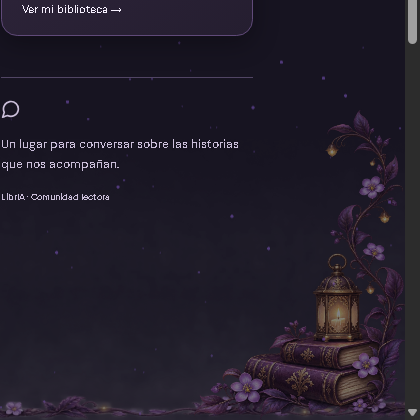 Ver mi biblioteca →
Un lugar para conversar sobre las historias
que nos acompañan.
LibrIA · Comunidad lectora